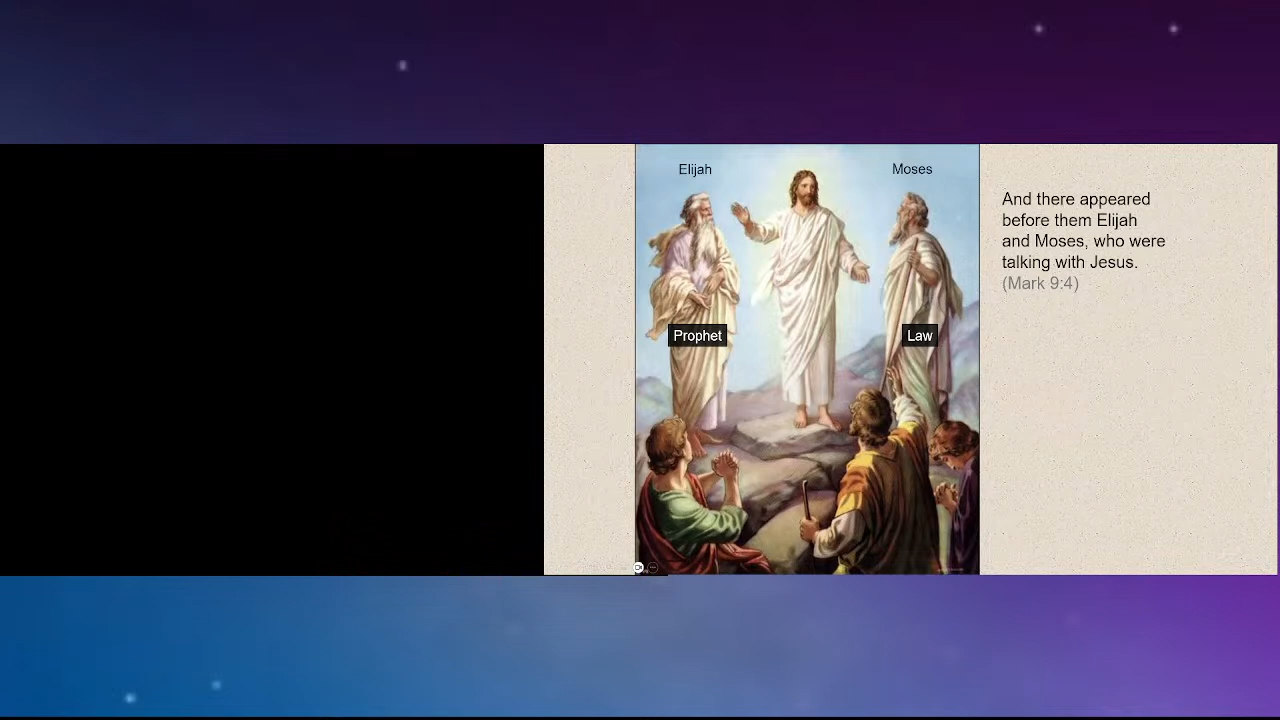 Elijah
Moses
Prophet
Law
And there appeared
before them Elijah
and Moses, who were
talking with Jesus.
(Mark 9:4)